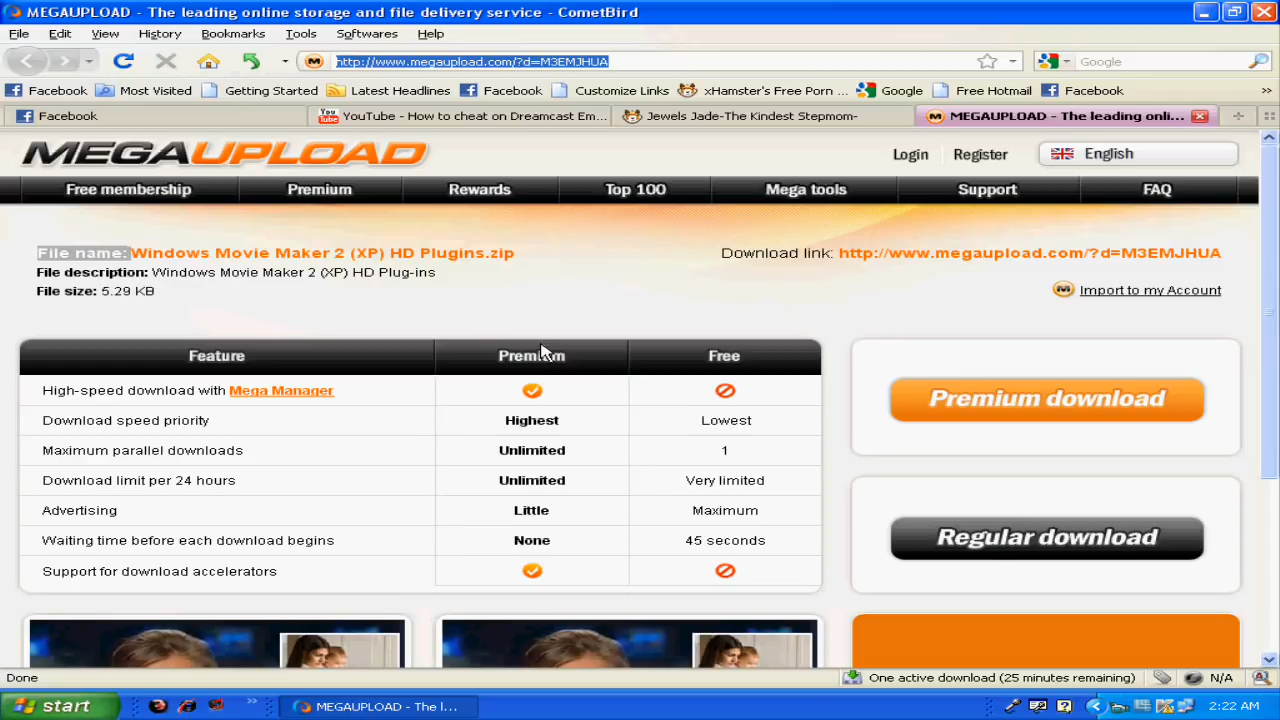 MEGAUPLOAD - The leading online storage and file delivery service - CometBird
File Edit View History Bookmarks Tools Softwares Help
http://www.megaupload.com/?d=M3EMJHUA Google
Facebook Most Visited Getting Started Latest Headlines Facebook Customize Links xHamster's Free Porn ... Google Free Hotmail Facebook »
Facebook YouTube - How to cheat on Dreamcast Em... Jewels Jade-The Kindest Stepmom- MEGAUPLOAD - The leading onli...
MEGAUPLOAD Login Register English
Free membership Premium Rewards Top 100 Mega tools Support FAQ
File name: Windows Movie Maker 2 (XP) HD Plugins.zip Download link: http://www.megaupload.com/?d=M3EMJHUA
File description: Windows Movie Maker 2 (XP) HD Plug-ins
File size: 5.29 KB Import to my Account
Feature Premium Free
High-speed download with Mega Manager
Premium download
Download speed priority Highest Lowest
Maximum parallel downloads Unlimited 1
Download limit per 24 hours Unlimited Very limited
Advertising Little Maximum
Waiting time before each download begins None 45 seconds
Regular download
Support for download accelerators
Done One active download (25 minutes remaining) N/A
start MEGAUPLOAD - The l... 2:22 AM